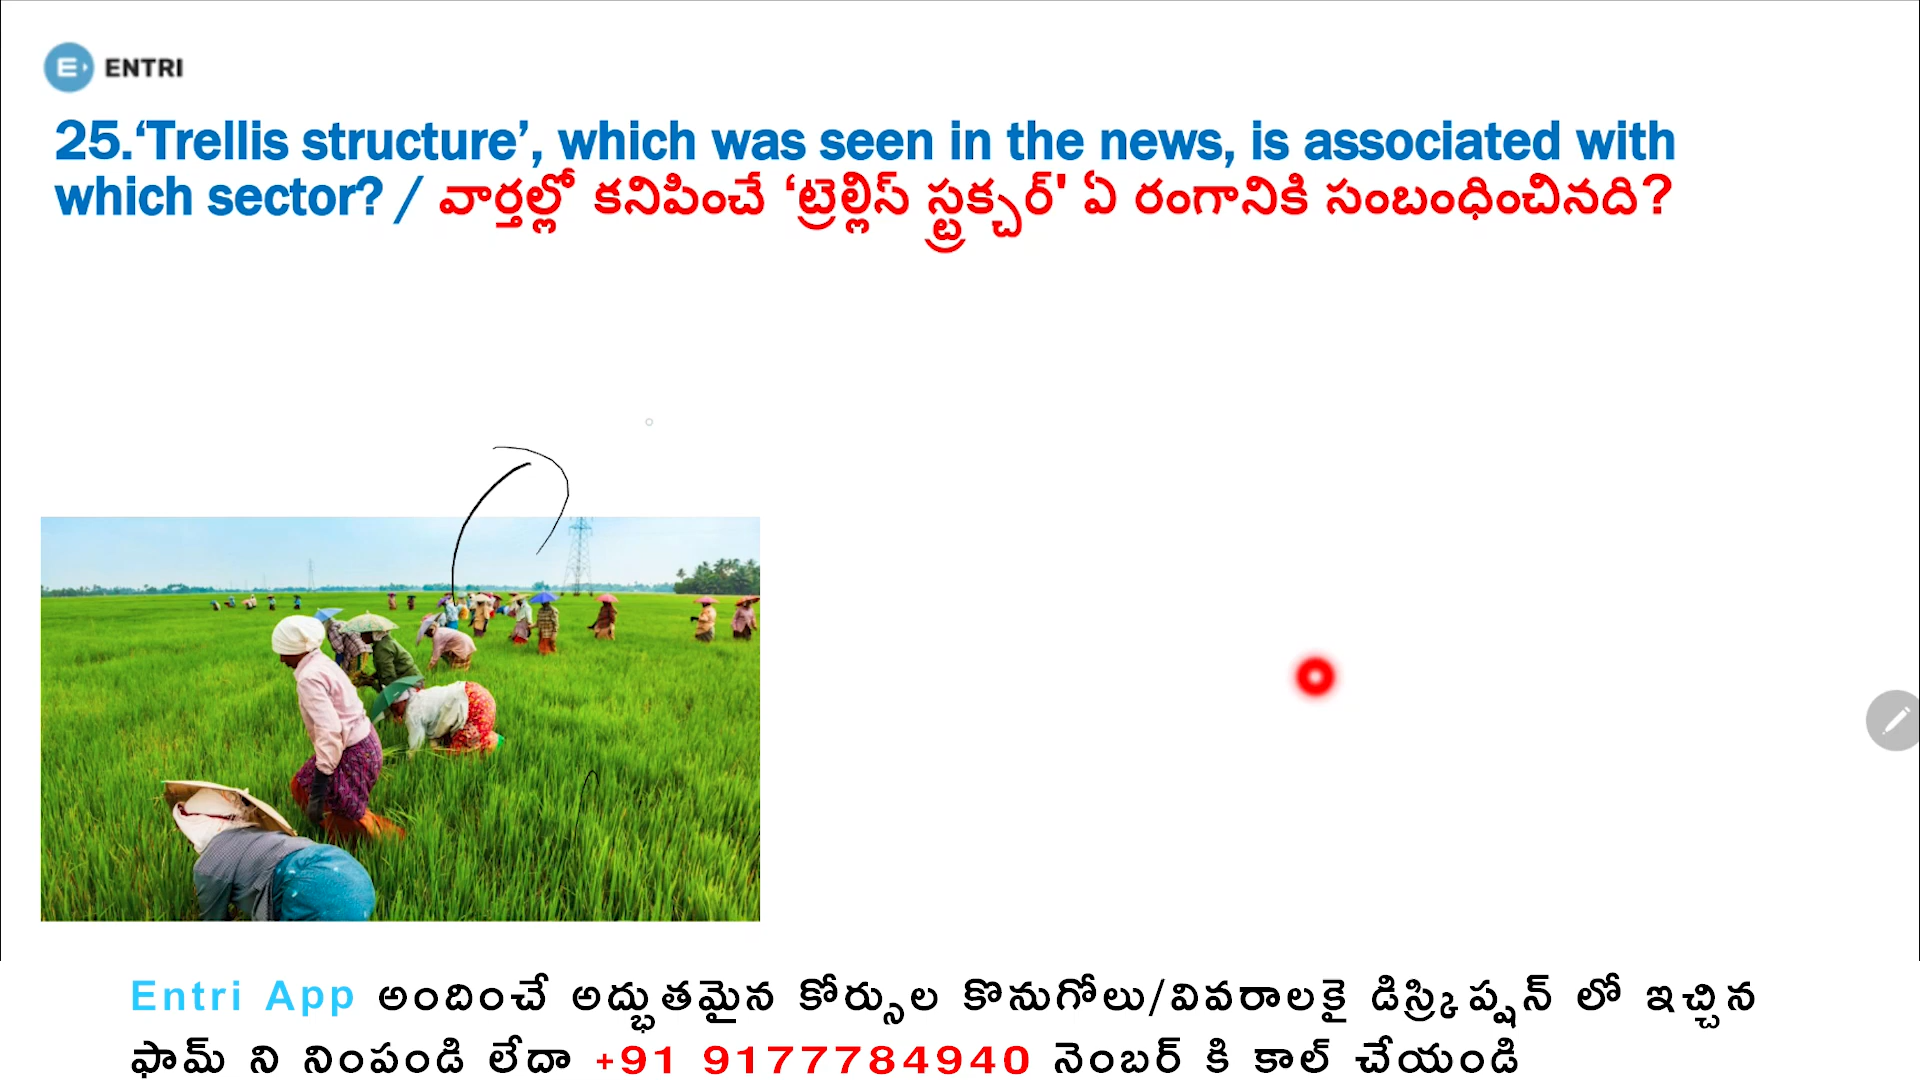 ENTRI
25.‘Trellis structure’, which was seen in the news, is associated with
which sector? / వార్తల్లో కనిపించే ‘ట్రెల్లిస్ స్ట్రక్చర్' ఏ రంగానికి సంబంధించినది?
Entri App అందించే అద్భుతమైన కోర్సుల కొనుగోలు/వివరాలకై డిస్క్రిప్షన్ లో ఇచ్చిన
ఫామ్ ని నింపండి లేదా +91 9177784940 నెంబర్ కి కాల్ చేయండి